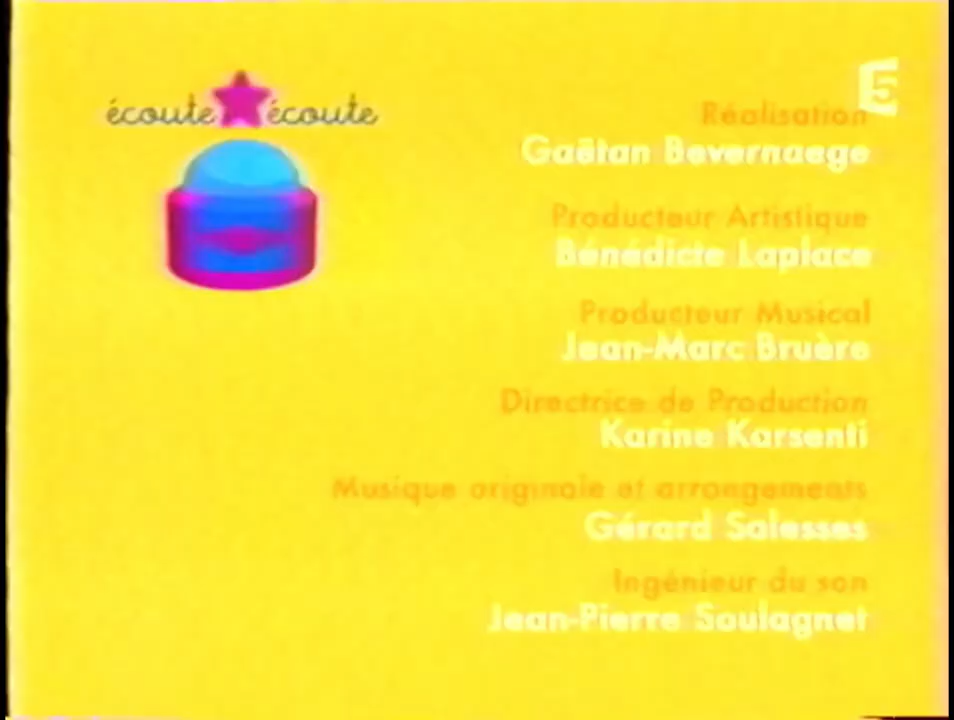 écoute écoute
5
Réalisation
Gaëtan Bevernaege
Producteur Artistique
Bénédicte Laplace
Producteur Musical
Jean-Marc Bruère
Directrice de Production
Karine Karsenti
Musique originale et arrangements
Gérard Salesses
Ingénieur du son
Jean-Pierre Soulagnet